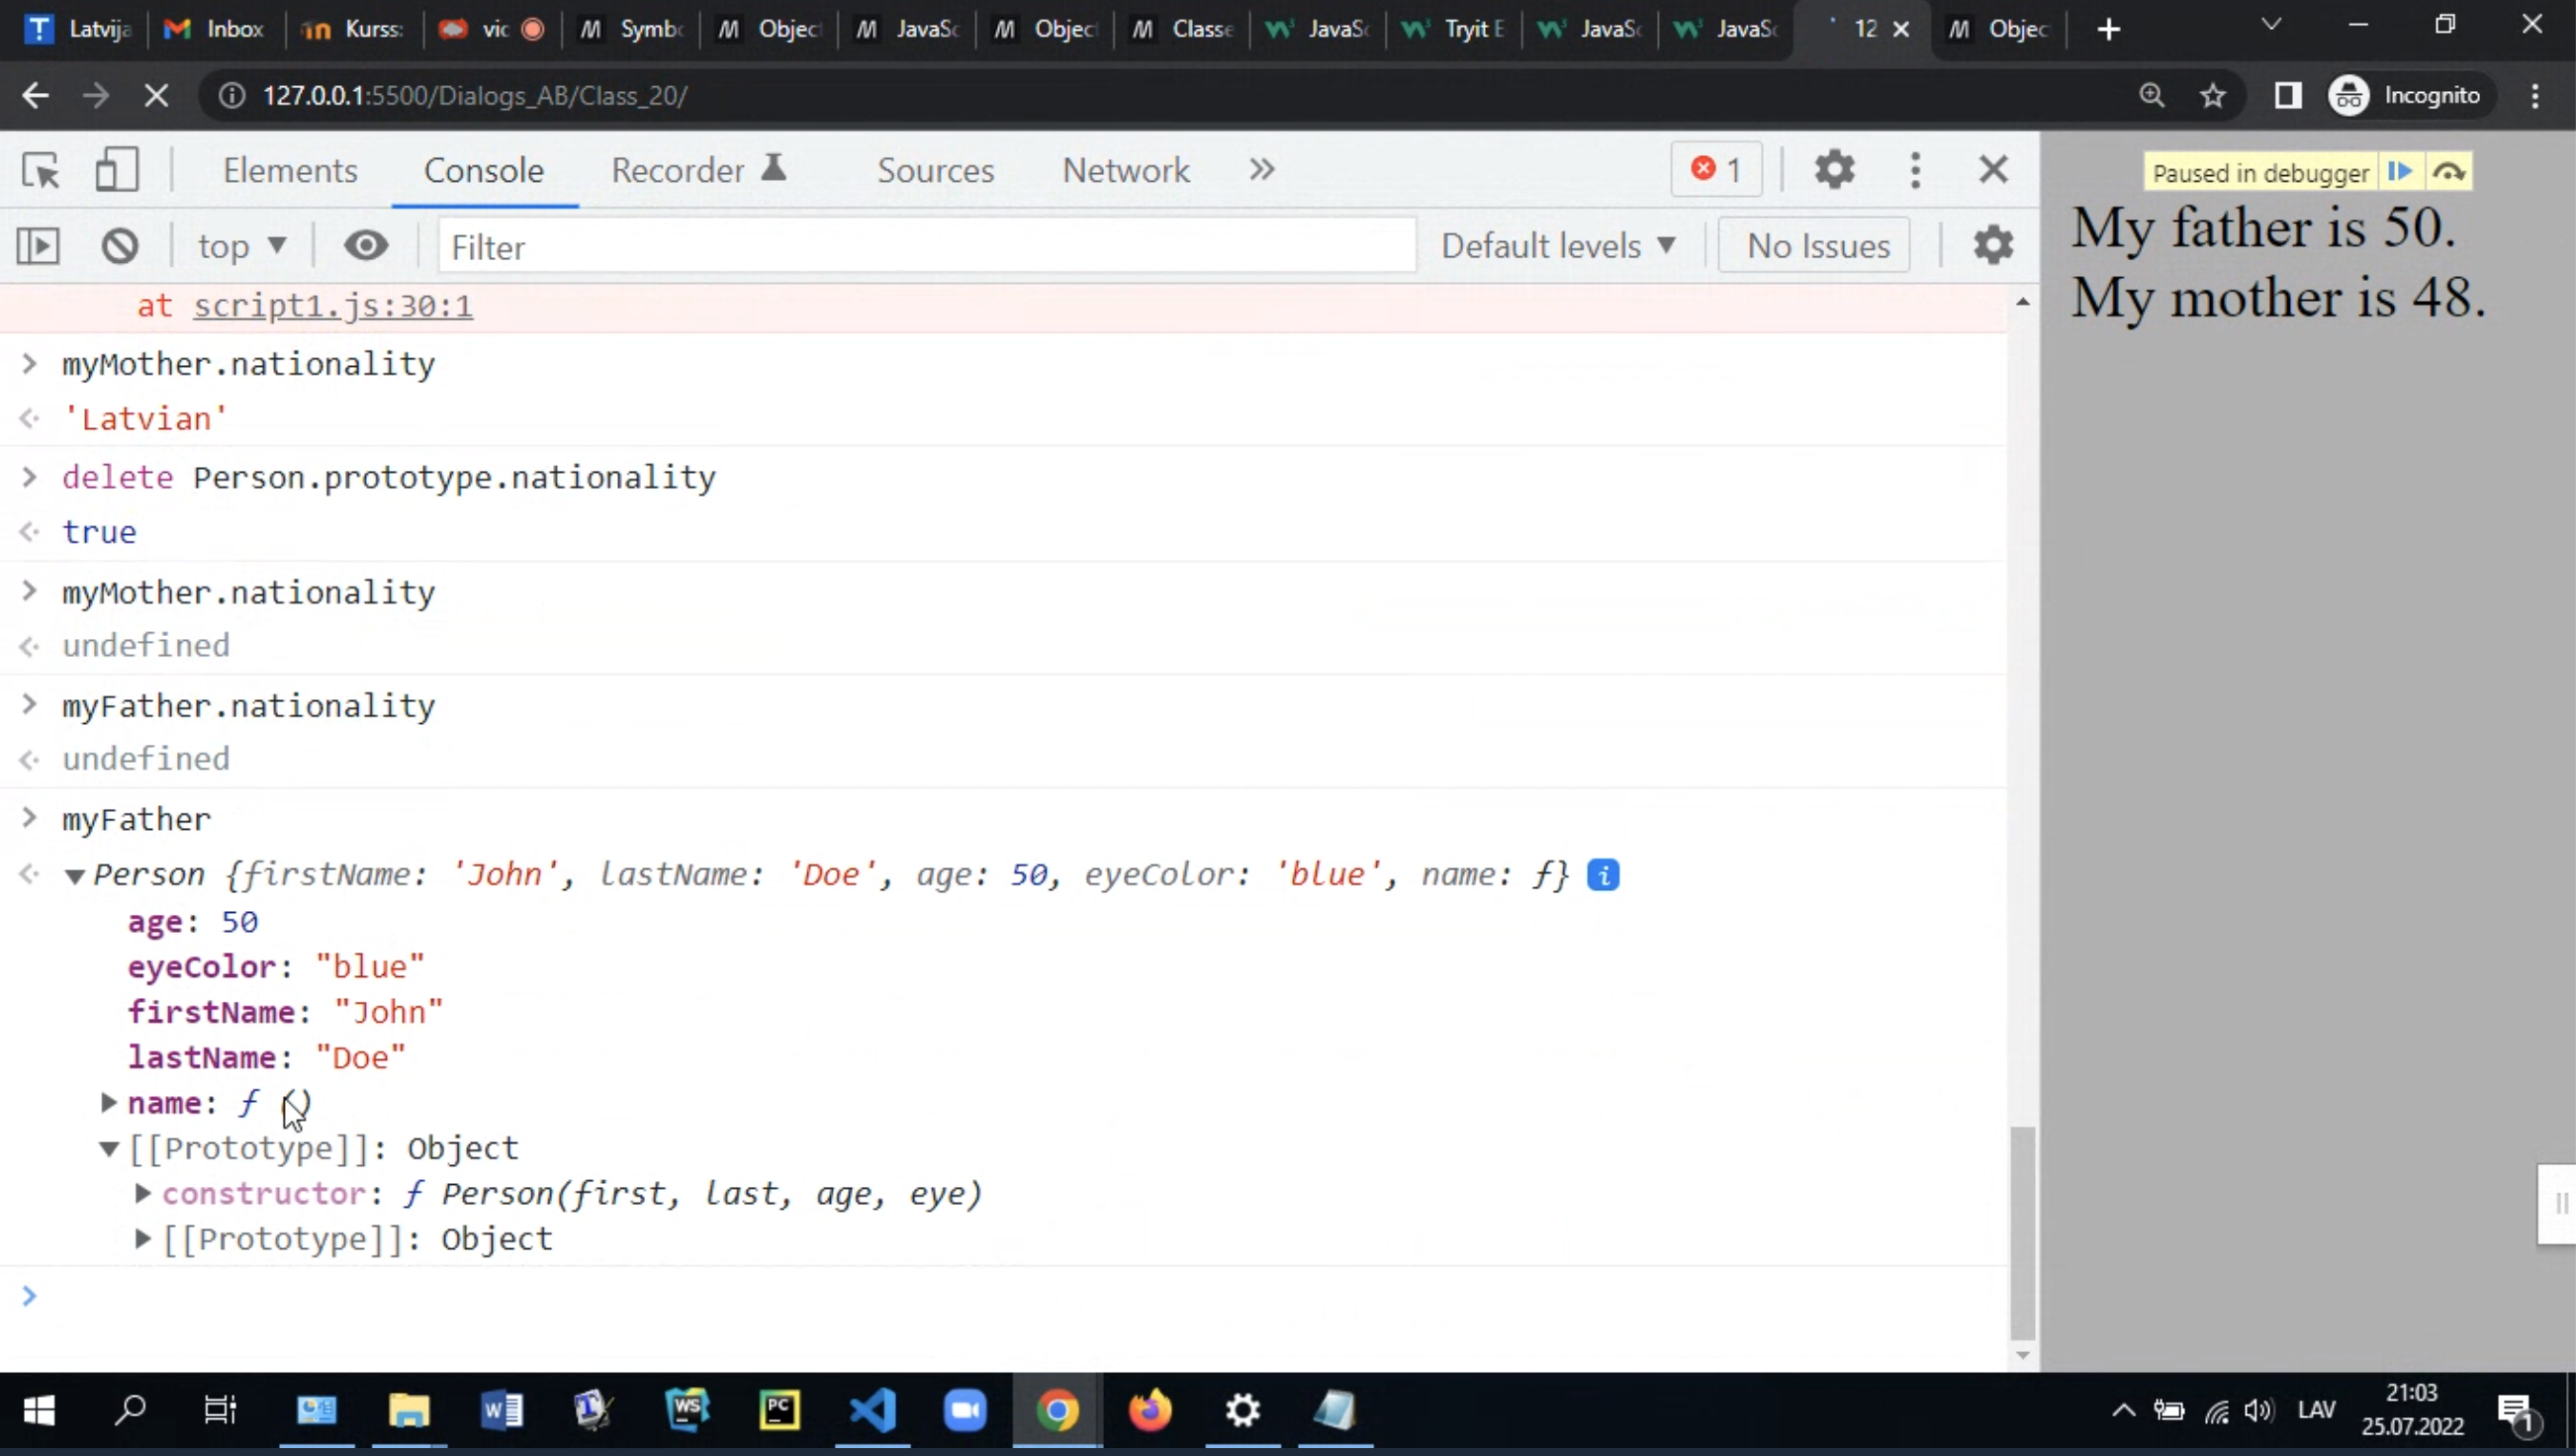 Latvija Inbox Kurss: vic Symbo Objec JavaSc Objec Classe JavaSc Tryit E JavaSc JavaSc 12 Objec
127.0.0.1:5500/Dialogs_AB/Class_20/ Incognito
Elements Console Recorder Sources Network 1
top Filter Default levels No Issues
Paused in debugger
My father is 50.
My mother is 48.
at script1.js:30:1
myMother.nationality
'Latvian'
delete Person.prototype.nationality
true
myMother.nationality
undefined
myFather.nationality
undefined
myFather
Person {firstName: 'John', lastName: 'Doe', age: 50, eyeColor: 'blue', name: ƒ}
age: 50
eyeColor: "blue"
firstName: "John"
lastName: "Doe"
name: ƒ ()
[[Prototype]]: Object
constructor: ƒ Person(first, last, age, eye)
[[Prototype]]: Object
LAV
21:03
25.07.2022
1